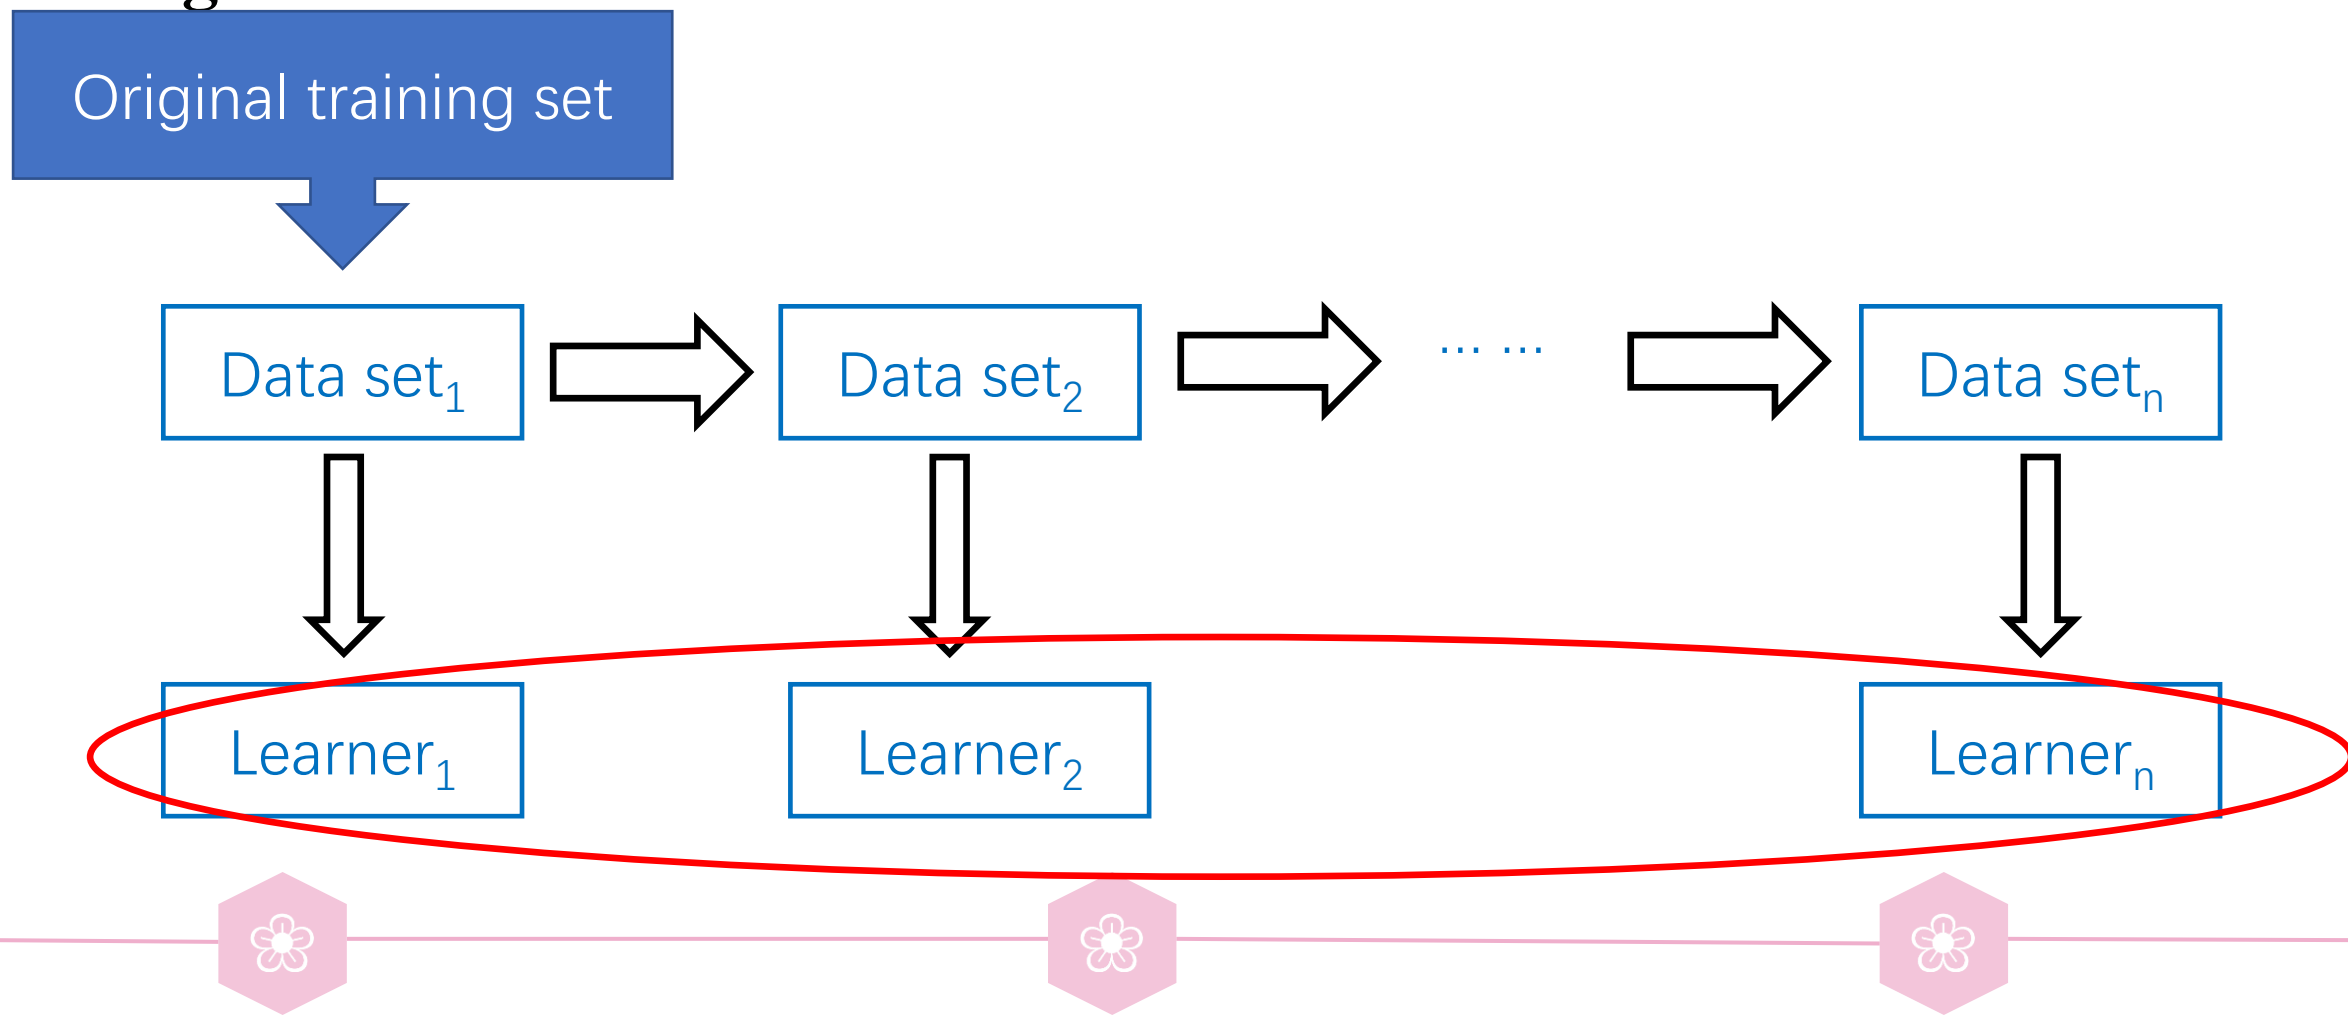 Original training set
Data set₁
Data set₂
... ...
Data setₙ
Learner₁
Learner₂
Learnerₙ